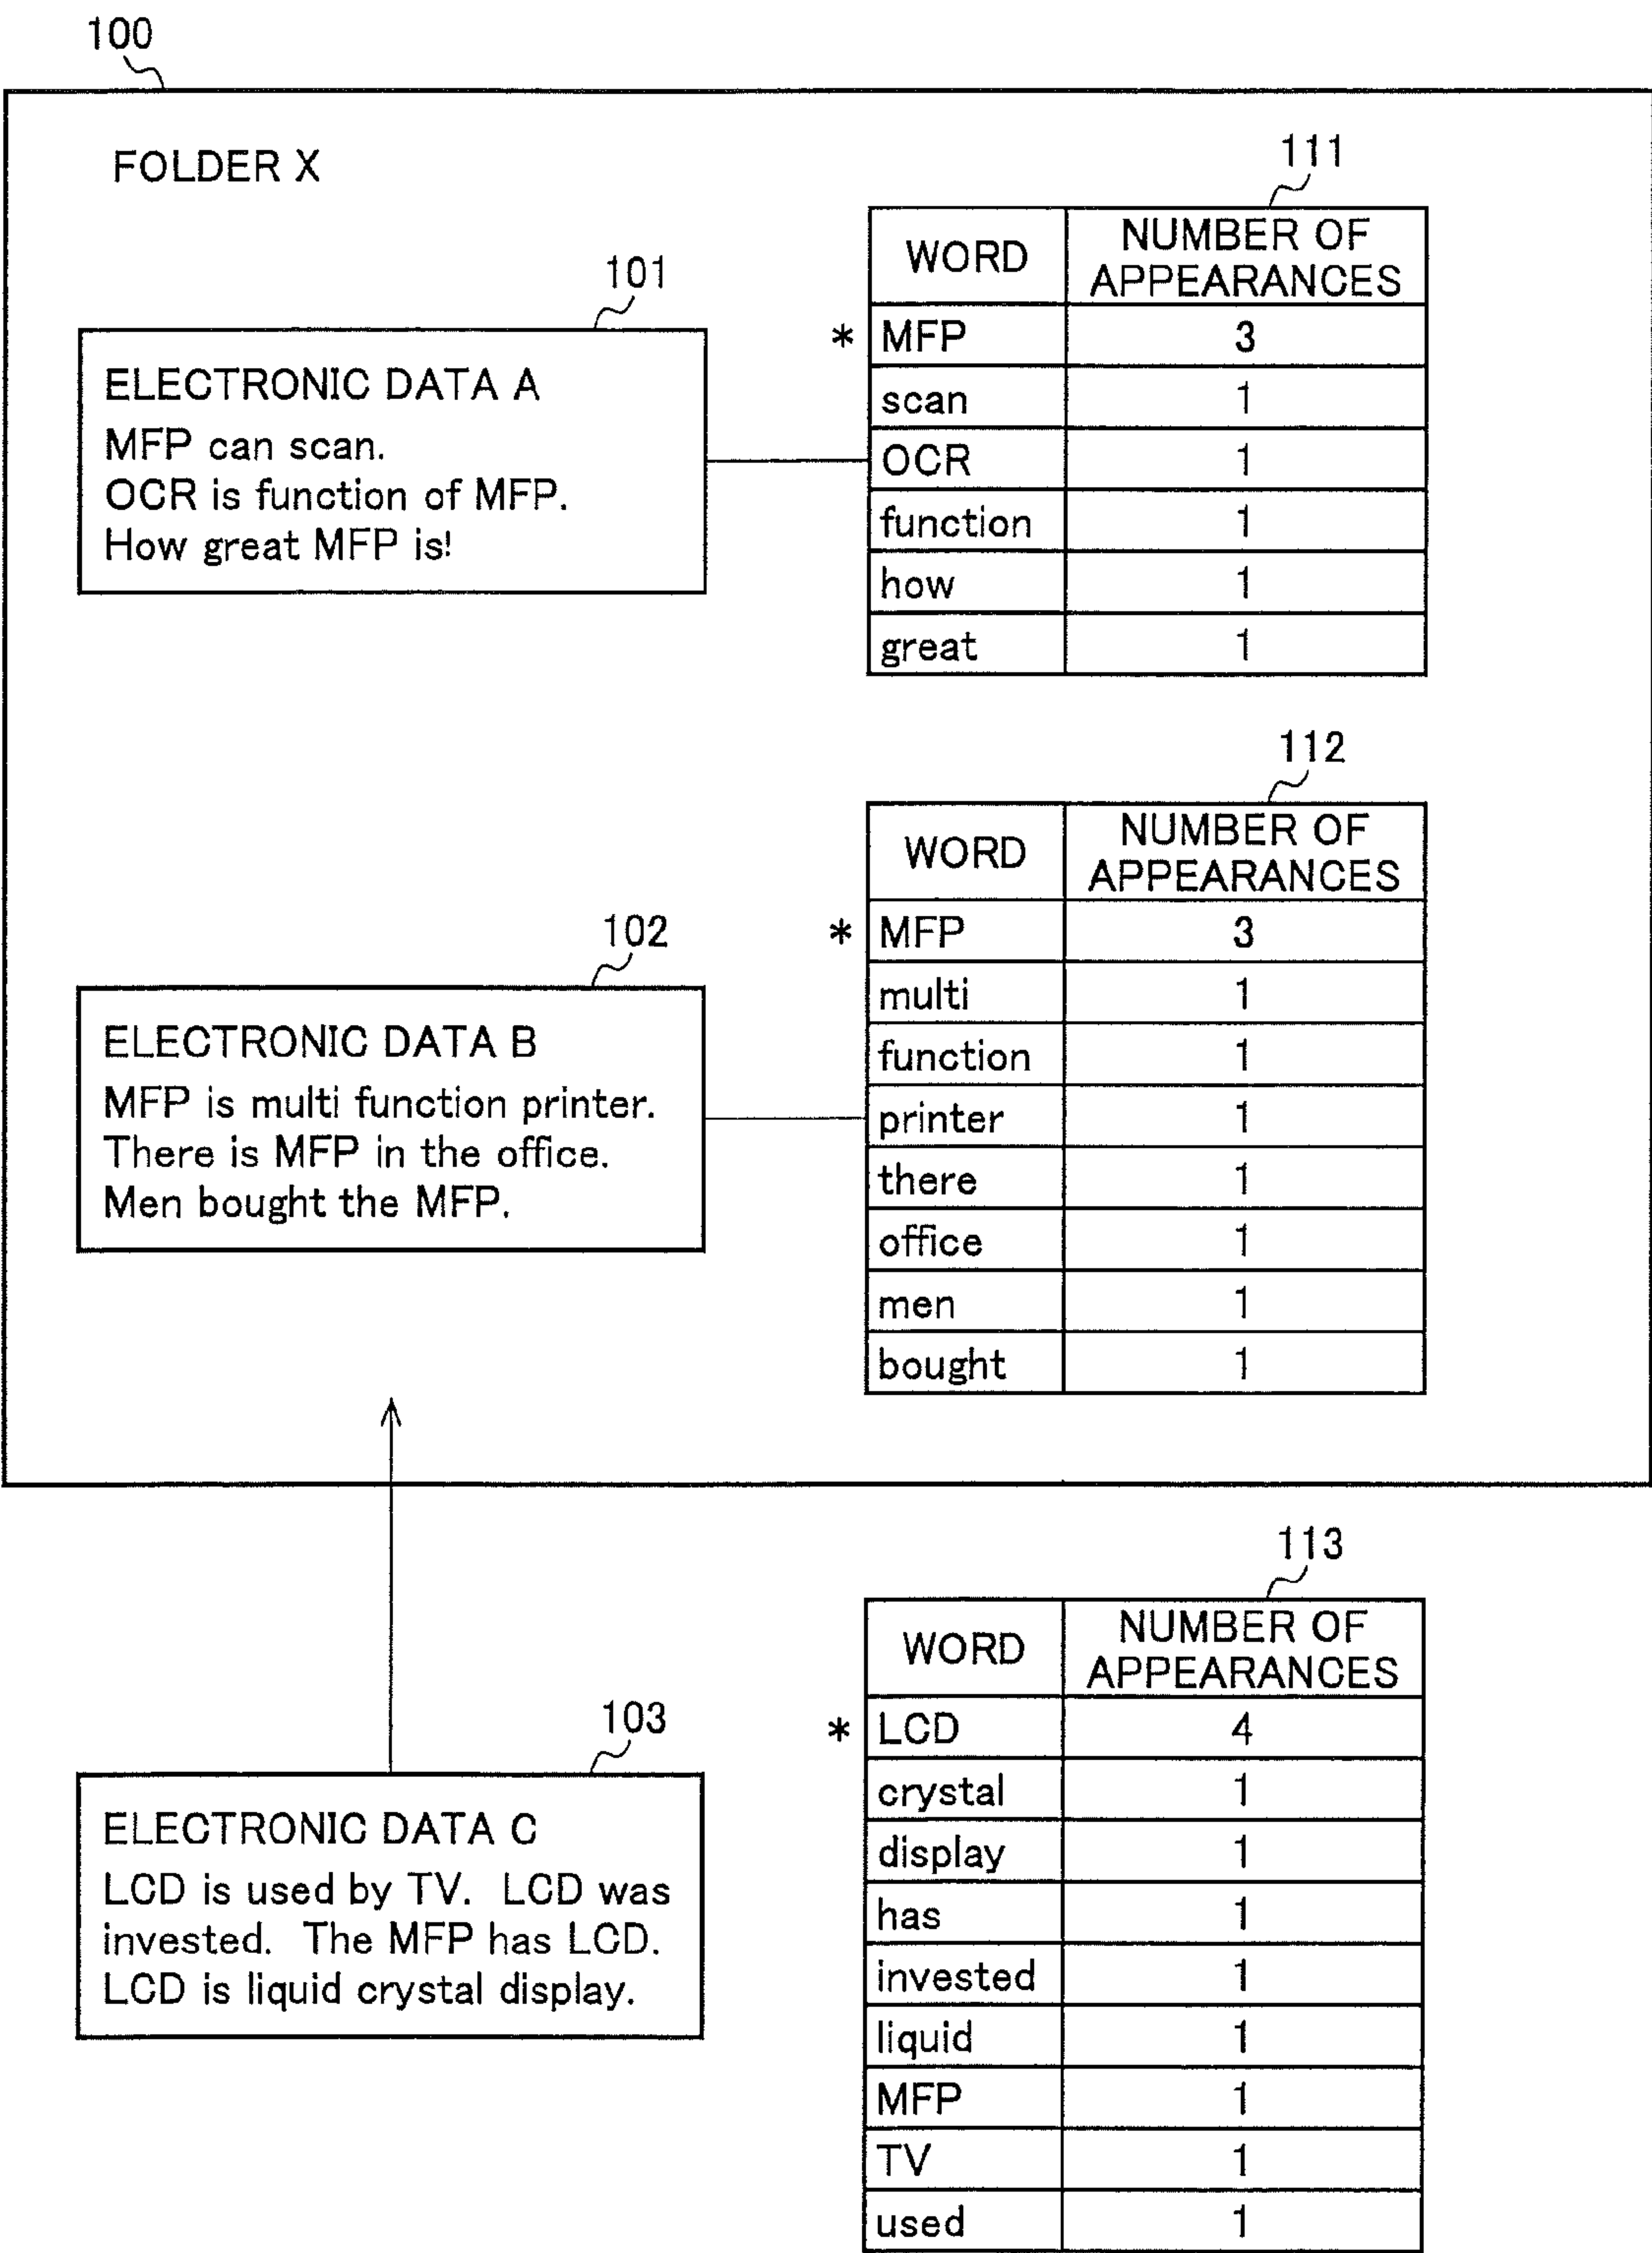 100
FOLDER X
101
ELECTRONIC DATA A
MFP can scan.
OCR is function of MFP.
How great MFP is!
111
WORD NUMBER OF APPEARANCES
* MFP 3
scan 1
OCR 1
function 1
how 1
great 1
102
ELECTRONIC DATA B
MFP is multi function printer.
There is MFP in the office.
Men bought the MFP.
112
WORD NUMBER OF APPEARANCES
* MFP 3
multi 1
function 1
printer 1
there 1
office 1
men 1
bought 1
103
ELECTRONIC DATA C
LCD is used by TV. LCD was
invested. The MFP has LCD.
LCD is liquid crystal display.
113
WORD NUMBER OF APPEARANCES
* LCD 4
crystal 1
display 1
has 1
invested 1
liquid 1
MFP 1
TV 1
used 1